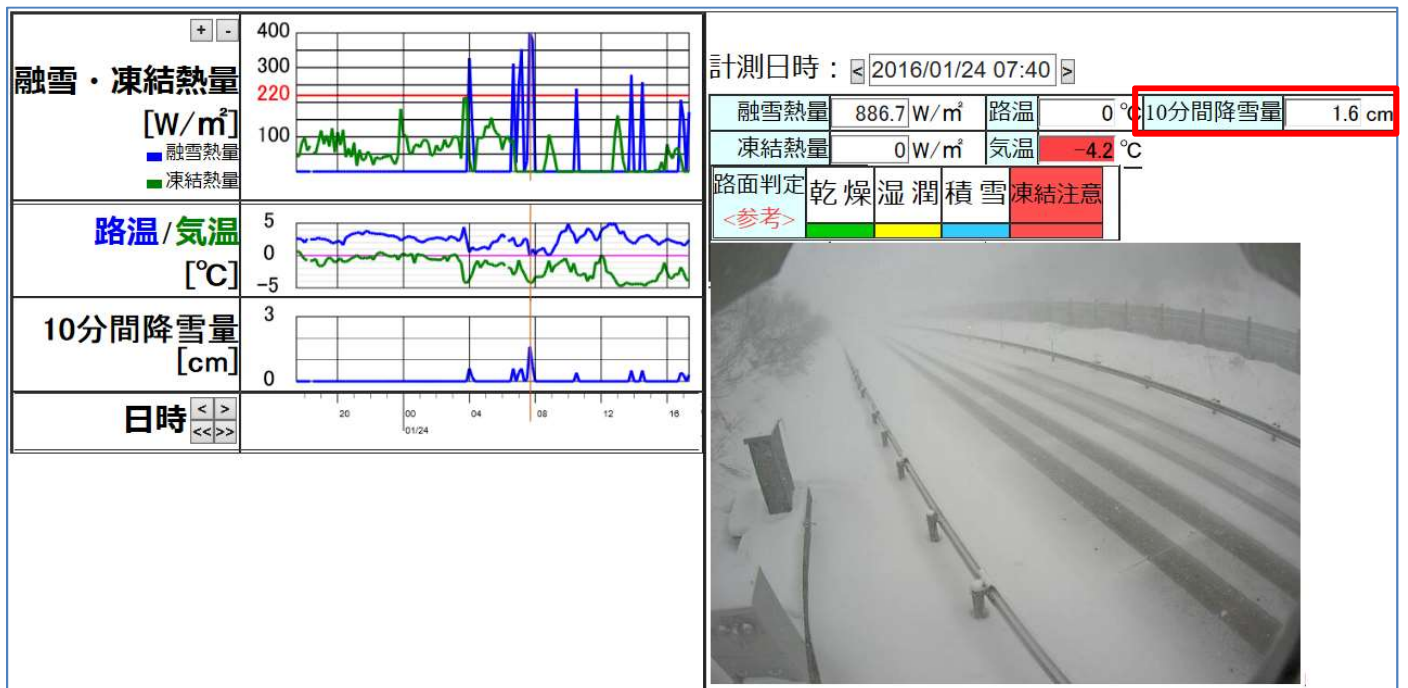 + -
融雪・凍結熱量
[W/㎡]
融雪熱量
凍結熱量
400
300
220
100
路温/気温
[℃]
5
0
-5
10分間降雪量
[cm]
3
0
日時 < >
<< >>
20 00 04 08 12 16
01/24
計測日時： < 2016/01/24 07:40 >
融雪熱量 886.7 W/㎡ 路温 0 ℃ 10分間降雪量 1.6 cm
凍結熱量 0 W/㎡ 気温 -4.2 ℃
路面判定 乾燥 湿潤 積雪 凍結注意
<参考>